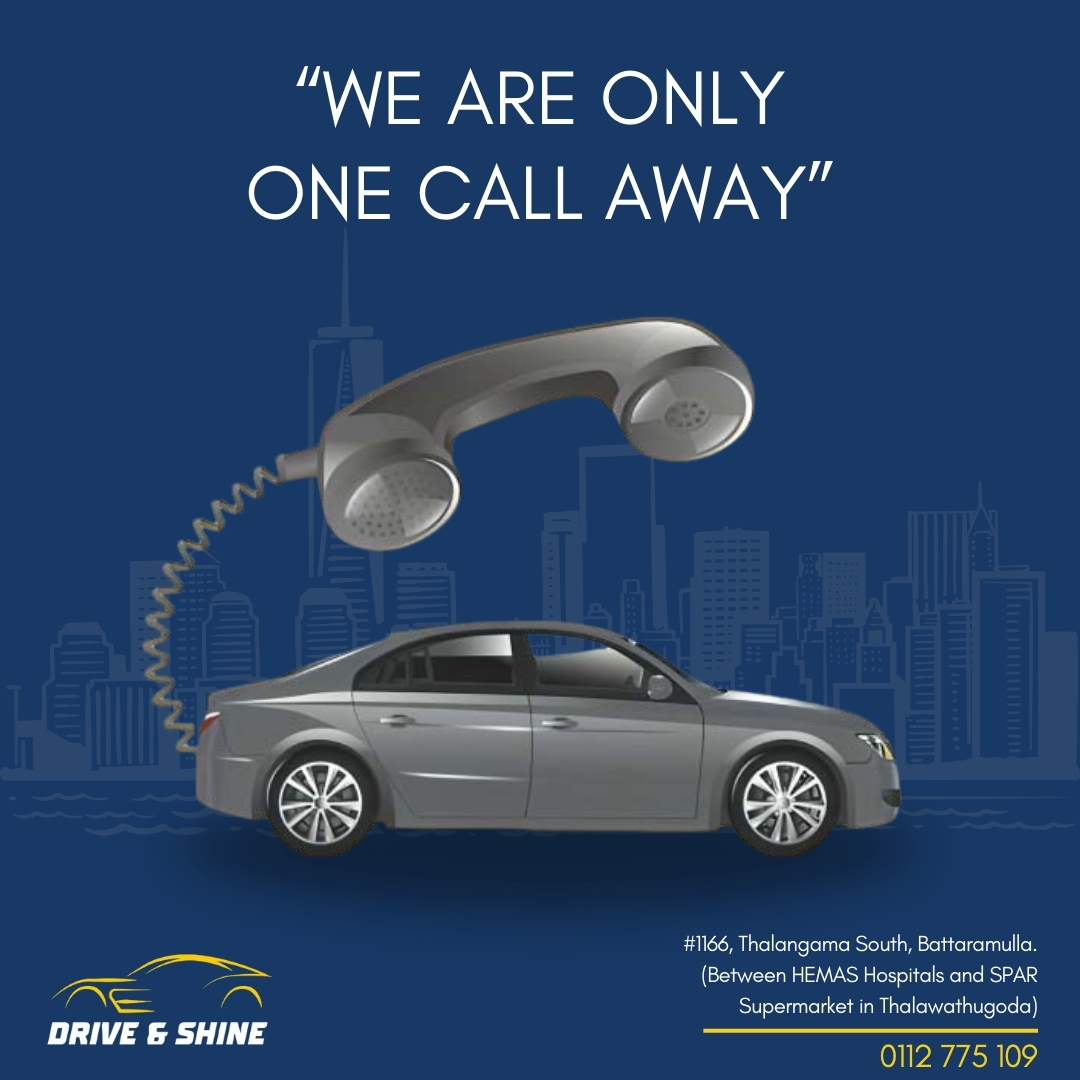 “WE ARE ONLY
ONE CALL AWAY”
#1166, Thalangama South, Battaramulla.
(Between HEMAS Hospitals and SPAR
Supermarket in Thalawathugoda)
0112 775 109
DRIVE & SHINE